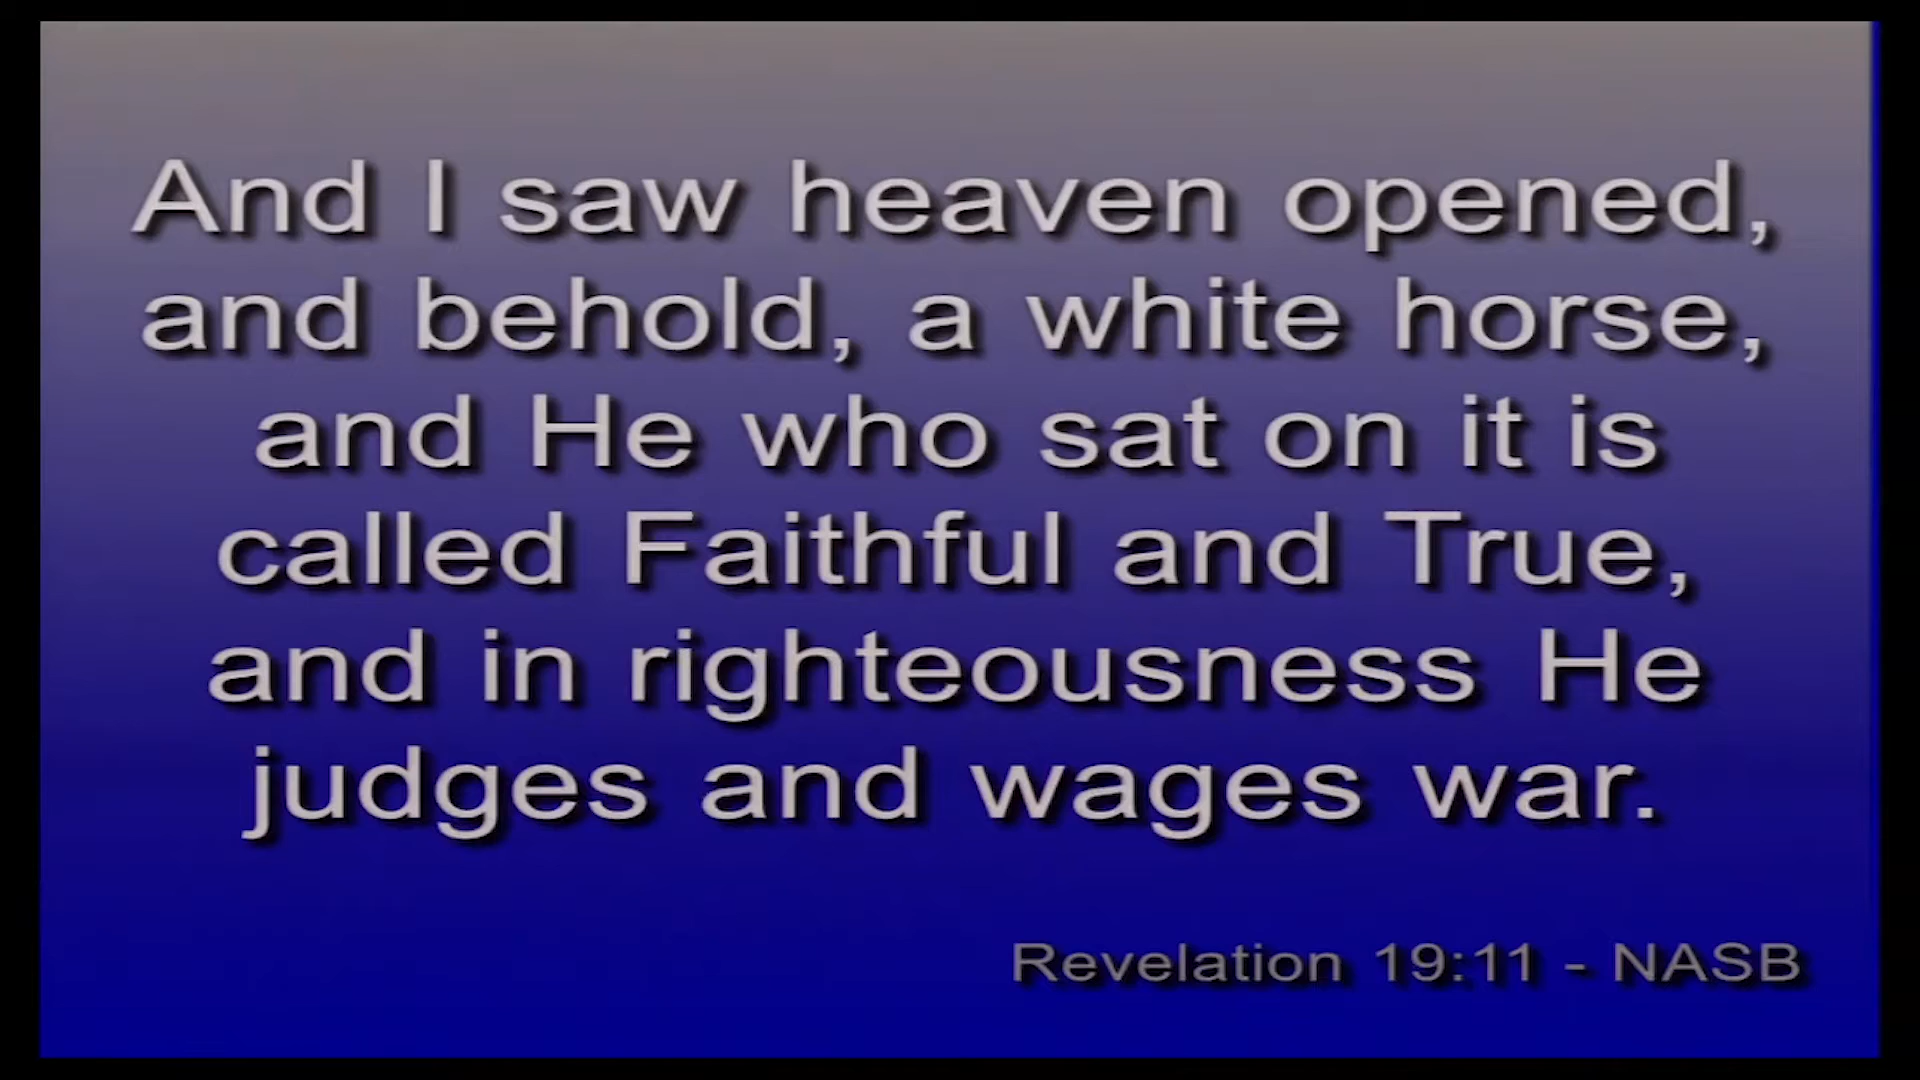 And I saw heaven opened,
and behold, a white horse,
and He who sat on it is
called Faithful and True,
and in righteousness He
judges and wages war.
Revelation 19:11 - NASB